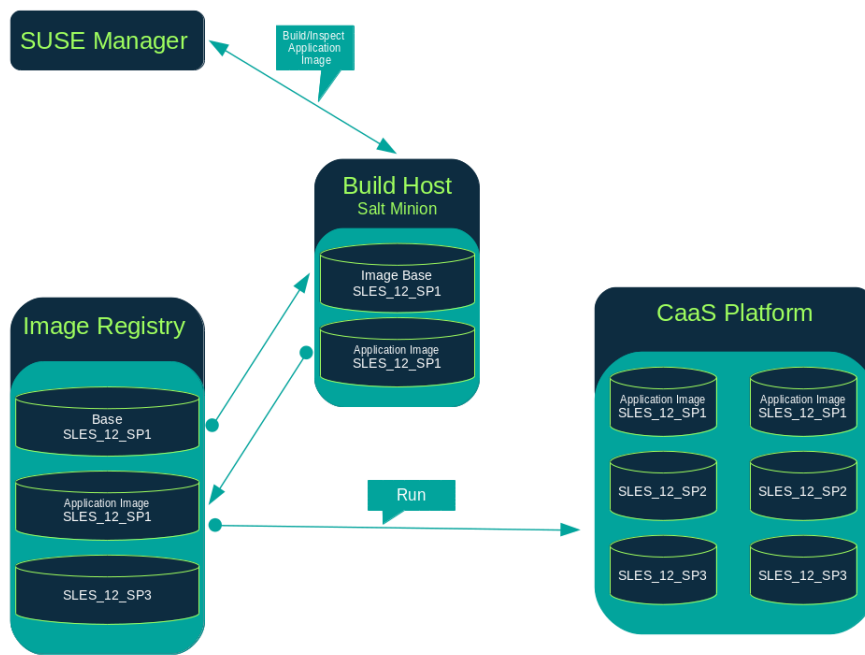 SUSE Manager
Build/Inspect
Application
Image
Build Host
Salt Minion
Image Base
SLES_12_SP1
Application Image
SLES_12_SP1
Image Registry
Base
SLES_12_SP1
Application Image
SLES_12_SP1
SLES_12_SP3
Run
CaaS Platform
Application Image
SLES_12_SP1
Application Image
SLES_12_SP1
SLES_12_SP2
SLES_12_SP2
SLES_12_SP3
SLES_12_SP3